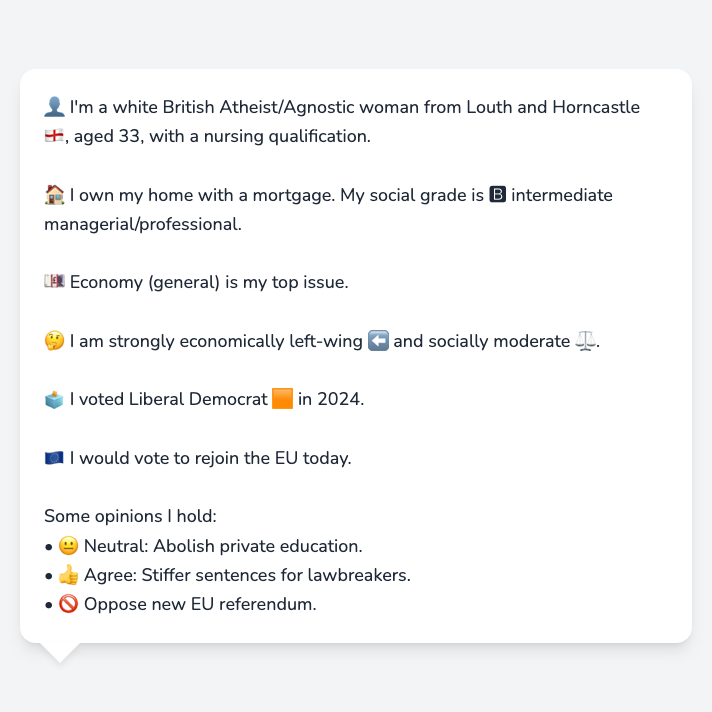 👤 I'm a white British Atheist/Agnostic woman from Louth and Horncastle
🏴󠁧󠁢󠁥󠁮󠁧󠁿, aged 33, with a nursing qualification.
🏠 I own my home with a mortgage. My social grade is 🅱 intermediate
managerial/professional.
💷 Economy (general) is my top issue.
🤔 I am strongly economically left-wing ⬅️ and socially moderate ⚖️.
🗳️ I voted Liberal Democrat 🟧 in 2024.
🇪🇺 I would vote to rejoin the EU today.
Some opinions I hold:
• 😐 Neutral: Abolish private education.
• 👍 Agree: Stiffer sentences for lawbreakers.
• 🚫 Oppose new EU referendum.